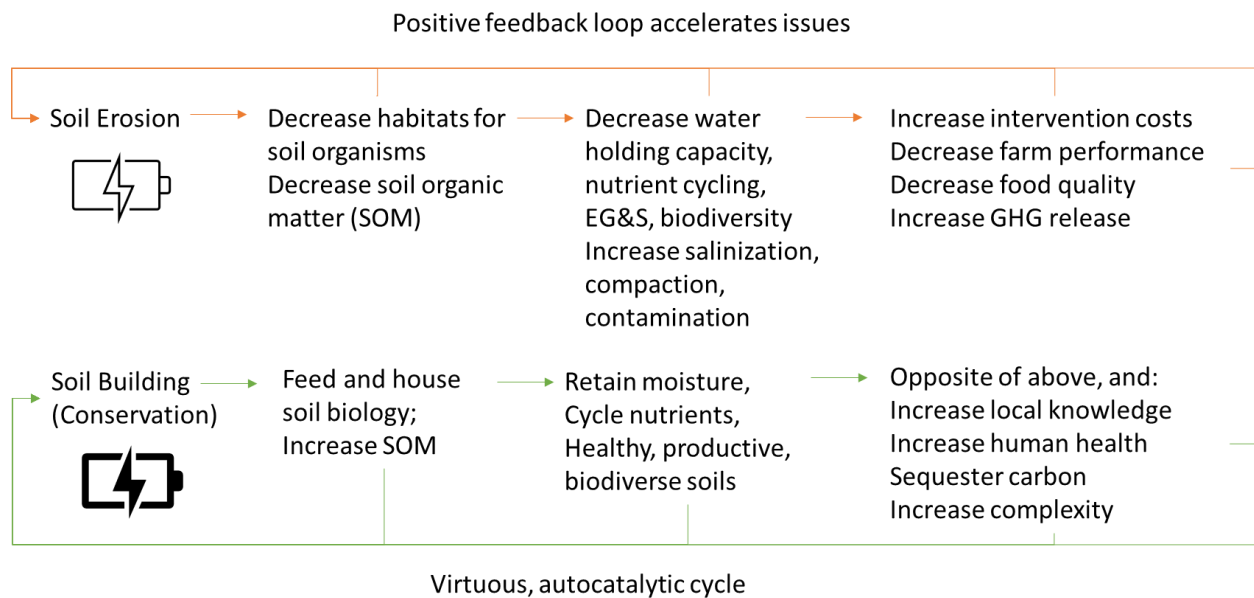 Positive feedback loop accelerates issues
Soil Erosion
Decrease habitats for
soil organisms
Decrease soil organic
matter (SOM)
Decrease water
holding capacity,
nutrient cycling,
EG&S, biodiversity
Increase salinization,
compaction,
contamination
Increase intervention costs
Decrease farm performance
Decrease food quality
Increase GHG release
Soil Building
(Conservation)
Feed and house
soil biology;
Increase SOM
Retain moisture,
Cycle nutrients,
Healthy, productive,
biodiverse soils
Opposite of above, and:
Increase local knowledge
Increase human health
Sequester carbon
Increase complexity
Virtuous, autocatalytic cycle